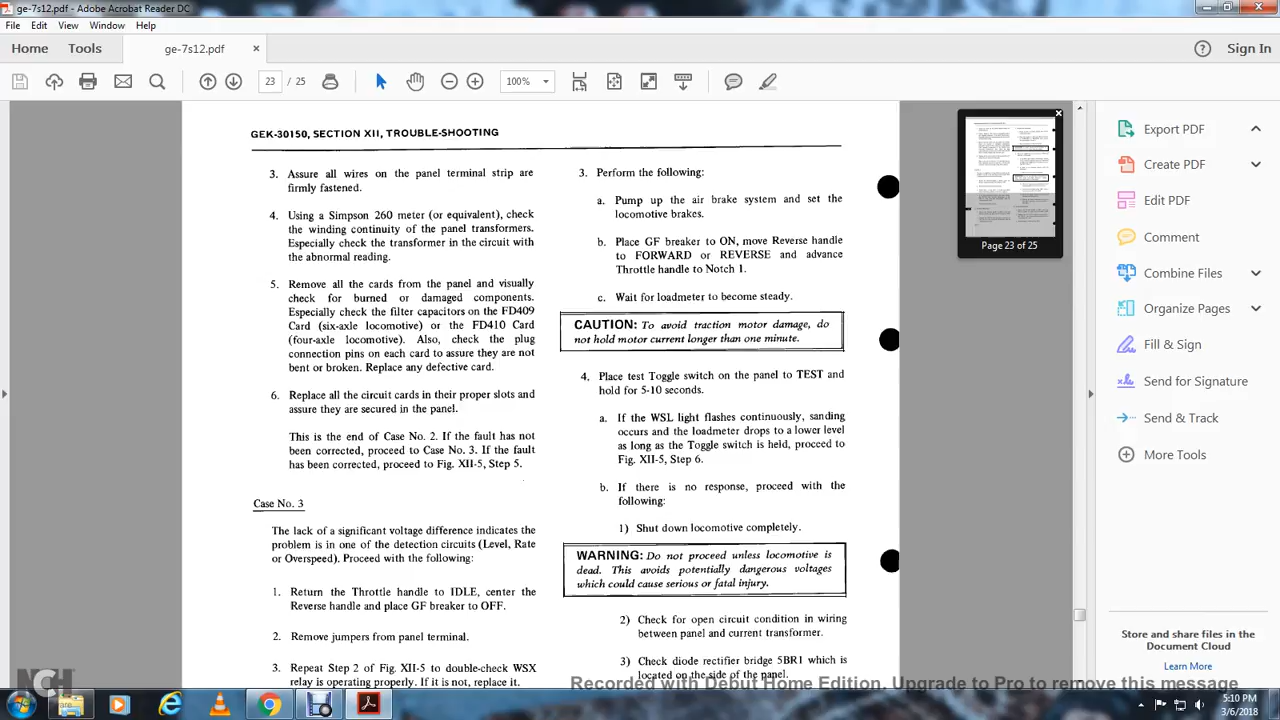 ge-7s12.pdf - Adobe Acrobat Reader DC
File Edit View Window Help
Home Tools ge-7s12.pdf × Sign In
23 / 25 100%
GEK-30150, SECTION XII, TROUBLE-SHOOTING
3. Assure all wires on the panel terminal strip are
firmly fastened.
4. Using a Simpson 260 meter (or equivalent), check
the winding continuity of the panel transformers.
Especially check the transformer in the circuit with
the abnormal reading.
5. Remove all the cards from the panel and visually
check for burned or damaged components.
Especially check the filter capacitors on the FD409
Card (six-axle locomotive) or the FD410 Card
(four-axle locomotive). Also, check the plug
connection pins on each card to assure they are not
bent or broken. Replace any defective card.
6. Replace all the circuit cards in their proper slots and
assure they are secured in the panel.
This is the end of Case No. 2. If the fault has not
been corrected, proceed to Case No. 3. If the fault
has been corrected, proceed to Fig. XII-5, Step 5.
Case No. 3
The lack of a significant voltage difference indicates the
problem is in one of the detection circuits (Level, Rate
or Overspeed). Proceed with the following:
1. Return the Throttle handle to IDLE, center the
Reverse handle and place GF breaker to OFF.
2. Remove jumpers from panel terminal.
3. Repeat Step 2 of Fig. XII-5 to double-check WSX
relay is operating properly. If it is not, replace it.
3. Perform the following:
a. Pump up the air brake system and set the
locomotive brakes.
b. Place GF breaker to ON, move Reverse handle
to FORWARD or REVERSE and advance
Throttle handle to Notch 1.
c. Wait for loadmeter to become steady.
CAUTION: To avoid traction motor damage, do
not hold motor current longer than one minute.
4. Place test Toggle switch on the panel to TEST and
hold for 5-10 seconds.
a. If the WSL light flashes continuously, sanding
occurs and the loadmeter drops to a lower level
as long as the Toggle switch is held, proceed to
Fig. XII-5, Step 6.
b. If there is no response, proceed with the
following:
1) Shut down locomotive completely.
WARNING: Do not proceed unless locomotive is
dead. This avoids potentially dangerous voltages
which could cause serious or fatal injury.
2) Check for open circuit condition in wiring
between panel and current transformer.
3) Check diode rectifier bridge 5BR1 which is
located on the side of the panel.
Page 23 of 25
Export PDF
Create PDF
Edit PDF
Comment
Combine Files
Organize Pages
Fill & Sign
Send for Signature
Send & Track
More Tools
Store and share files in the
Document Cloud
Learn More
NCH
Recorded with Debut Home Edition. Upgrade to Pro to remove this message
5:10 PM
3/6/2018